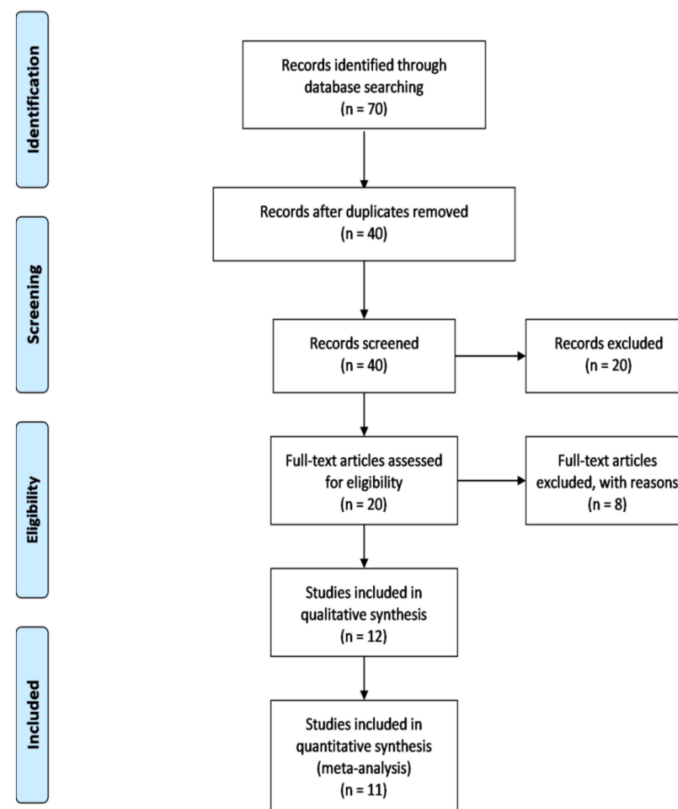 Identification
Records identified through
database searching
(n = 70)
Records after duplicates removed
(n = 40)
Screening
Records screened
(n = 40)
Records excluded
(n = 20)
Eligibility
Full-text articles assessed
for eligibility
(n = 20)
Full-text articles
excluded, with reasons
(n = 8)
Studies included in
qualitative synthesis
(n = 12)
Included
Studies included in
quantitative synthesis
(meta-analysis)
(n = 11)